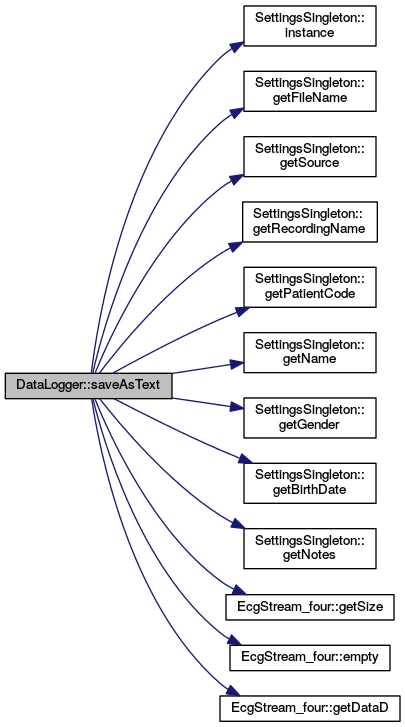 SettingsSingleton::
instance
SettingsSingleton::
getFileName
SettingsSingleton::
getSource
SettingsSingleton::
getRecordingName
SettingsSingleton::
getPatientCode
DataLogger::saveAsText
SettingsSingleton::
getName
SettingsSingleton::
getGender
SettingsSingleton::
getBirthDate
SettingsSingleton::
getNotes
EcgStream_four::getSize
EcgStream_four::empty
EcgStream_four::getDataD